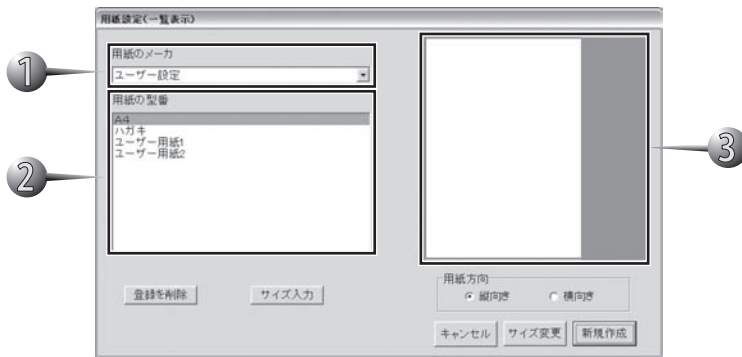 用紙設定(一覧表示)
用紙のメーカ
ユーザー設定
用紙の型番
A4
ハガキ
ユーザー用紙1
ユーザー用紙2
1
2
3
登録を削除
サイズ入力
用紙方向
縦向き
横向き
キャンセル
サイズ変更
新規作成